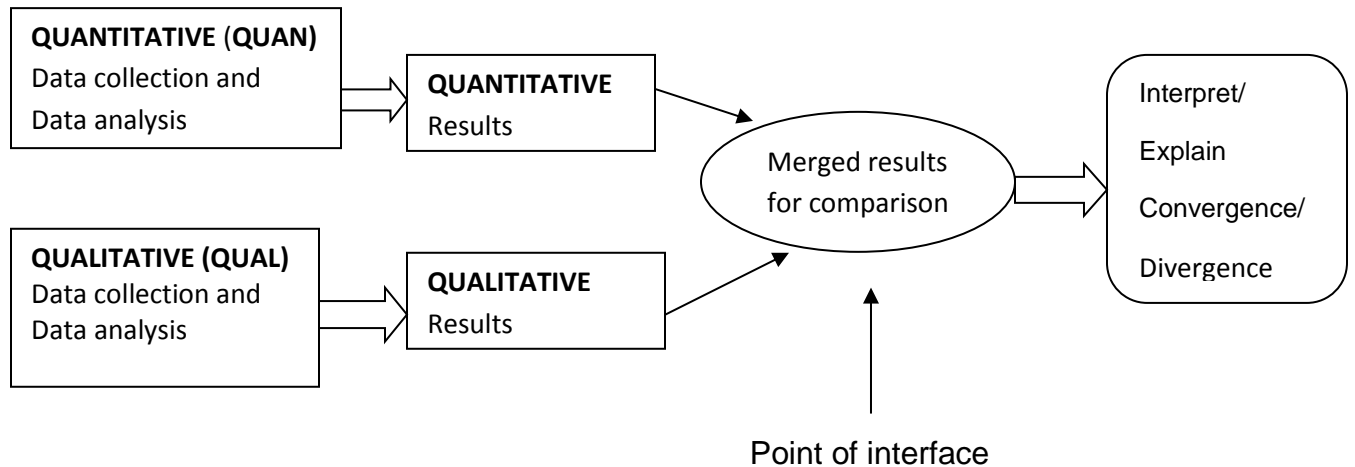 QUANTITATIVE (QUAN)
Data collection and
Data analysis
QUANTITATIVE
Results
QUALITATIVE (QUAL)
Data collection and
Data analysis
QUALITATIVE
Results
Merged results
for comparison
Interpret/
Explain
Convergence/
Divergence
Point of interface